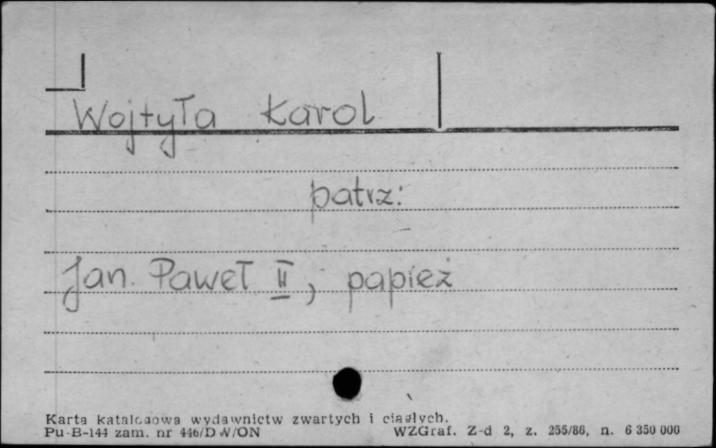 Wojtyła Karol
patrz:
Jan Paweł II, papież
Karta katalogowa wydawnictw zwartych i ciągłych.
Pu-B-144 zam. nr 446/DW/ON WZGraf. Z-d 2, z. 255/86, n. 6 350 000